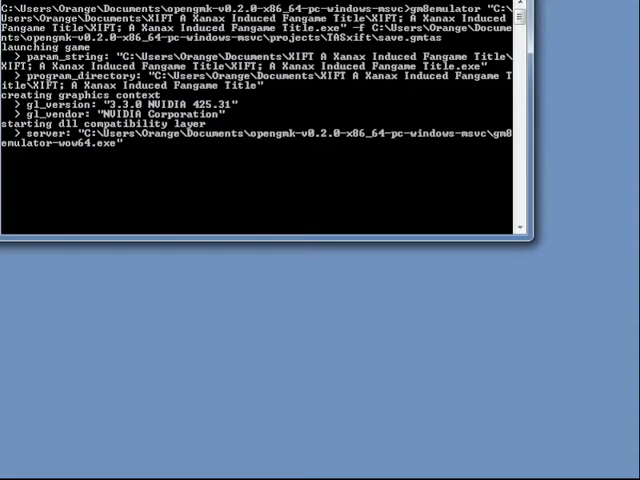 C:\Users\Orange\Documents\opengmk-v0.2.0-x86_64-pc-windows-msvc>gm8emulator "C:\
Users\Orange\Documents\XIFT A Xanax Induced Fangame Title\XIFT; A Xanax Induced
Fangame Title\XIFT; A Xanax Induced Fangame Title.exe" -f C:\Users\Orange\Docume
nts\opengmk-v0.2.0-x86_64-pc-windows-msvc\projects\TASxift\save.gmtas
launching game
> param_string: "C:\Users\Orange\Documents\XIFT A Xanax Induced Fangame Title\
XIFT; A Xanax Induced Fangame Title\XIFT; A Xanax Induced Fangame Title.exe"
> program_directory: "C:\Users\Orange\Documents\XIFT A Xanax Induced Fangame T
itle\XIFT; A Xanax Induced Fangame Title"
creating graphics context
> gl_version: "3.3.0 NVIDIA 425.31"
> gl_vendor: "NVIDIA Corporation"
starting dll compatibility layer
> server: "C:\Users\Orange\Documents\opengmk-v0.2.0-x86_64-pc-windows-msvc\gm8
emulator-wow64.exe"